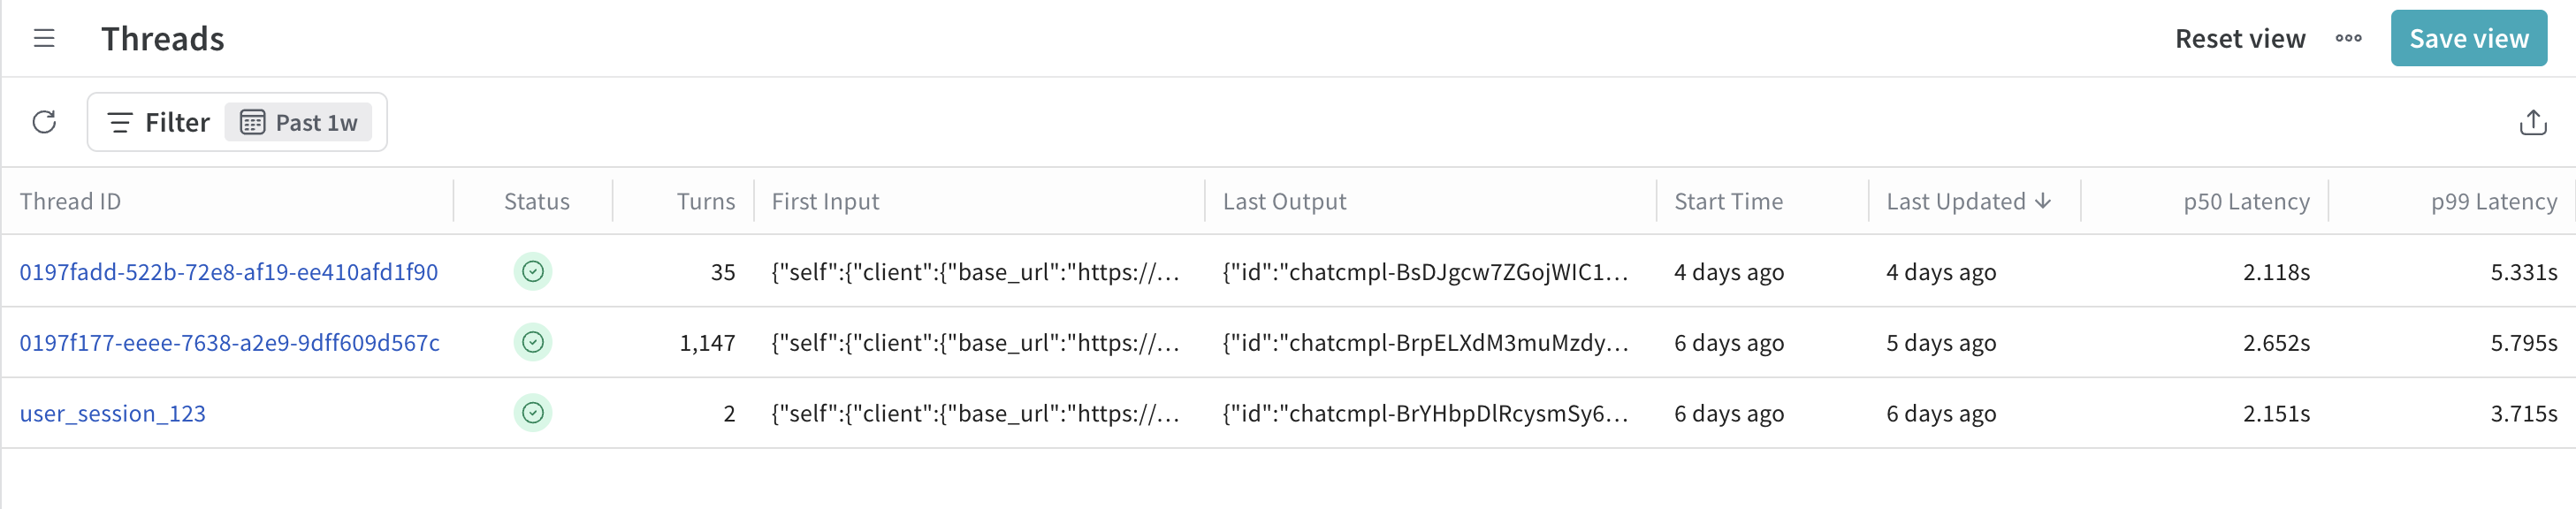 Threads Reset view Save view
Filter Past 1w
Thread ID Status Turns First Input Last Output Start Time Last Updated p50 Latency p99 Latency
0197fadd-522b-72e8-af19-ee410afd1f90 35 {"self":{"client":{"base_url":"https://... {"id":"chatcmpl-BsDJgcw7ZGojWIC1... 4 days ago 4 days ago 2.118s 5.331s
0197f177-eeee-7638-a2e9-9dff609d567c 1,147 {"self":{"client":{"base_url":"https://... {"id":"chatcmpl-BrpELXdM3muMzdy... 6 days ago 5 days ago 2.652s 5.795s
user_session_123 2 {"self":{"client":{"base_url":"https://... {"id":"chatcmpl-BrYHbpDlRcysmSy6... 6 days ago 6 days ago 2.151s 3.715s